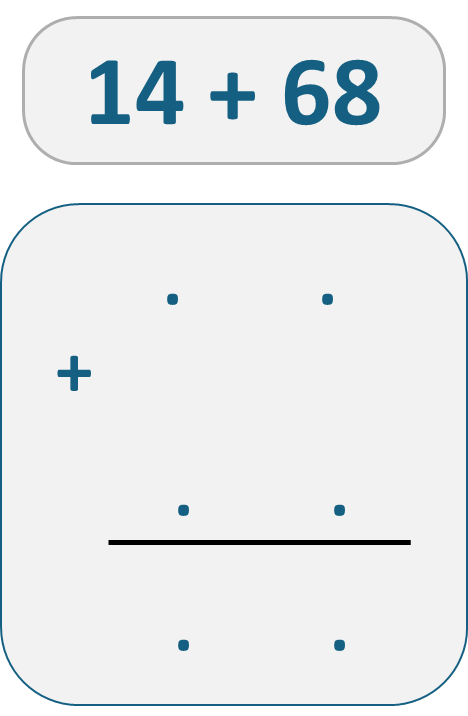 14 + 68
. .
+
. .
. .